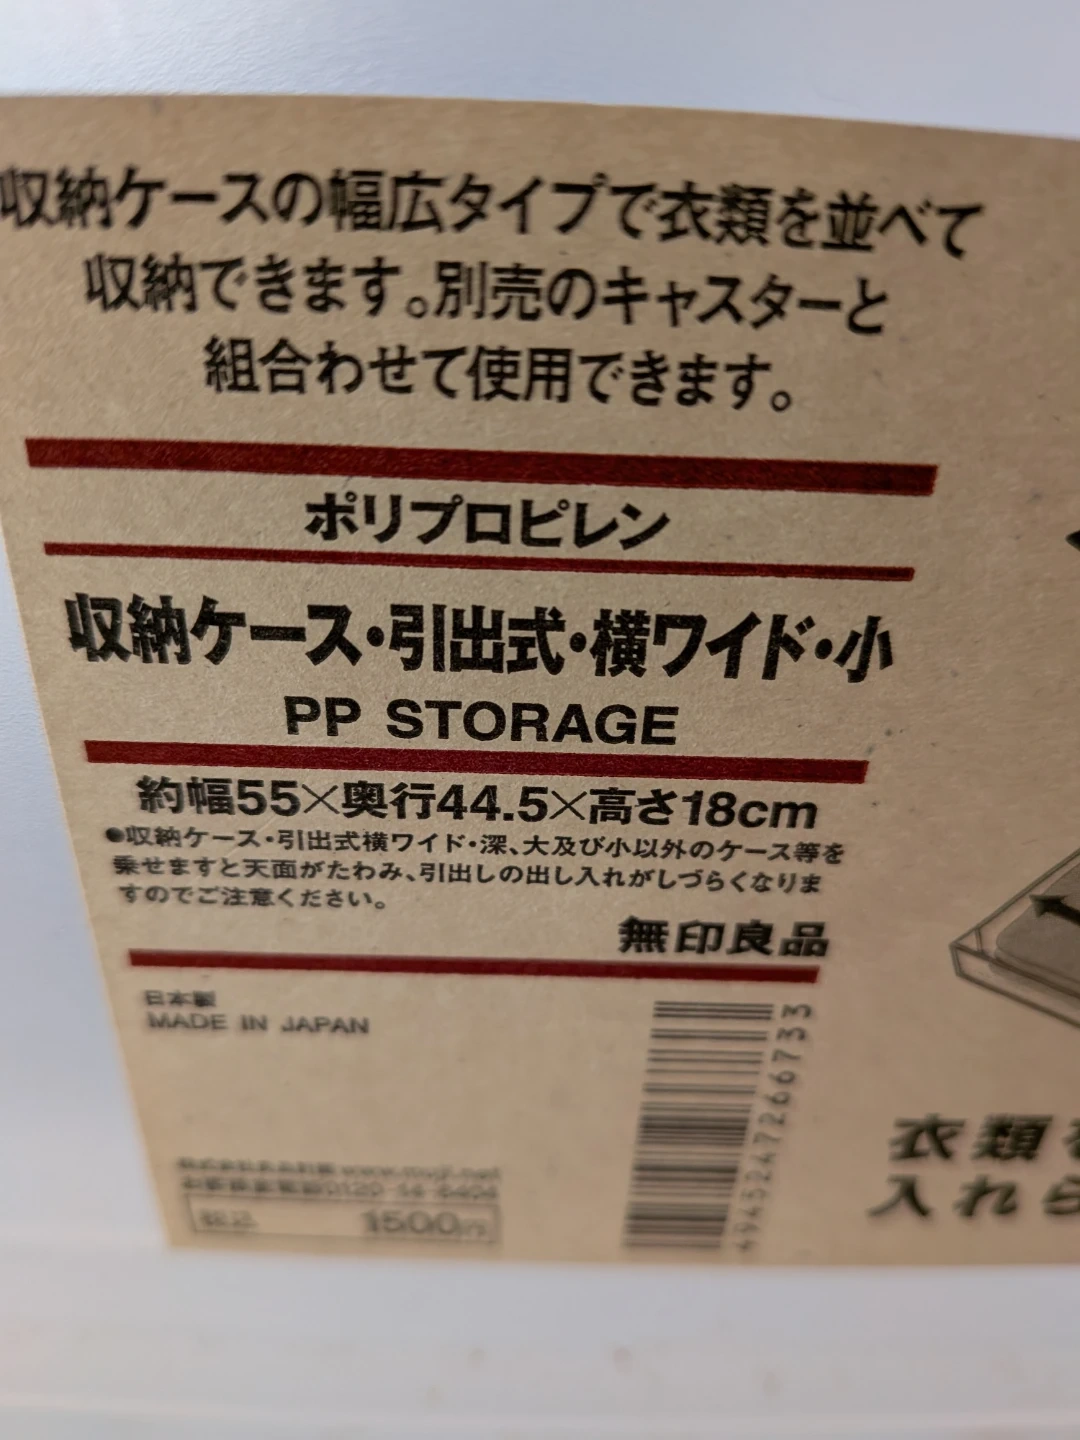 収納ケースの幅広タイプで衣類を並べて
収納できます。別売のキャスターと
組合わせて使用できます。
ポリプロピレン
収納ケース・引出式・横ワイド・小
PP STORAGE
約幅55×奥行44.5×高さ18cm
●収納ケース・引出式横ワイド・深、大及び小以外のケース等を
乗せますと天面がたわみ、引出しの出し入れがしづらくなりま
すのでご注意ください。
無印良品
日本製
MADE IN JAPAN
www.muji.net
税込 1500円
4945247266733
衣類
入れら